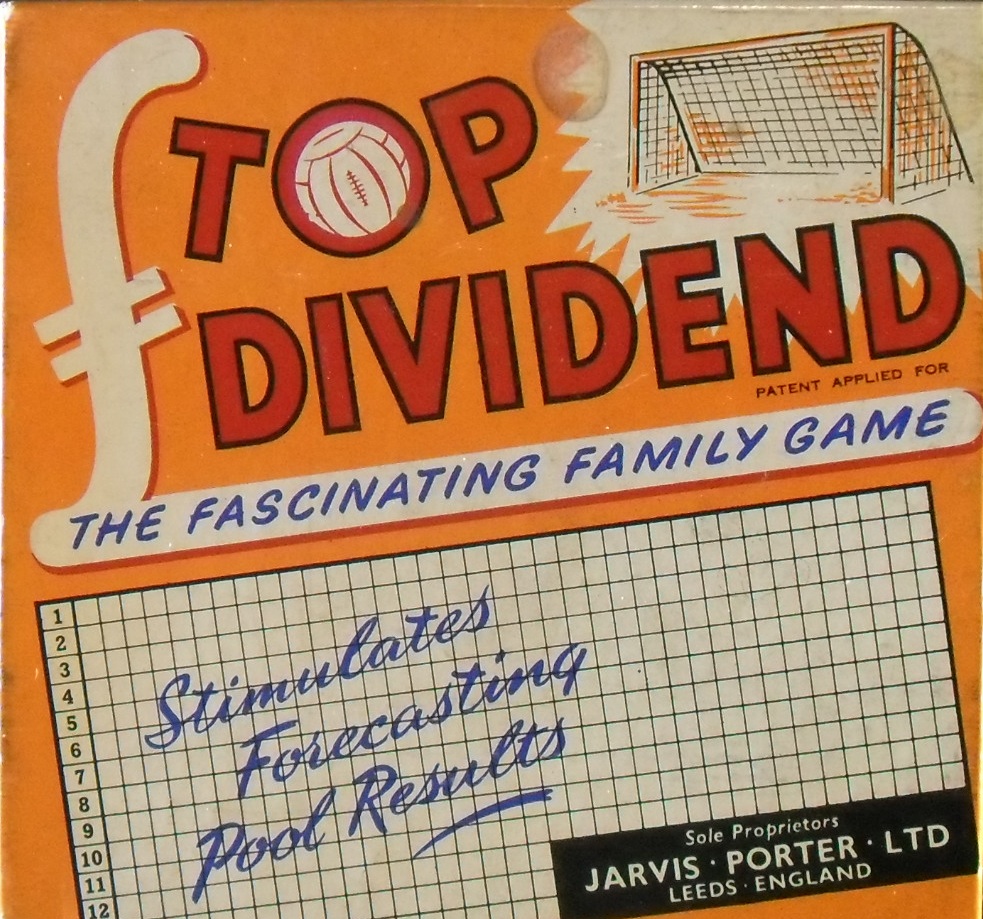 £
TOP
DIVIDEND
PATENT APPLIED FOR
THE FASCINATING FAMILY GAME
1
2
3
4
5
6
7
8
9
10
11
12
Stimulates
Forecasting
Pool Results
Sole Proprietors
JARVIS · PORTER · LTD
LEEDS · ENGLAND